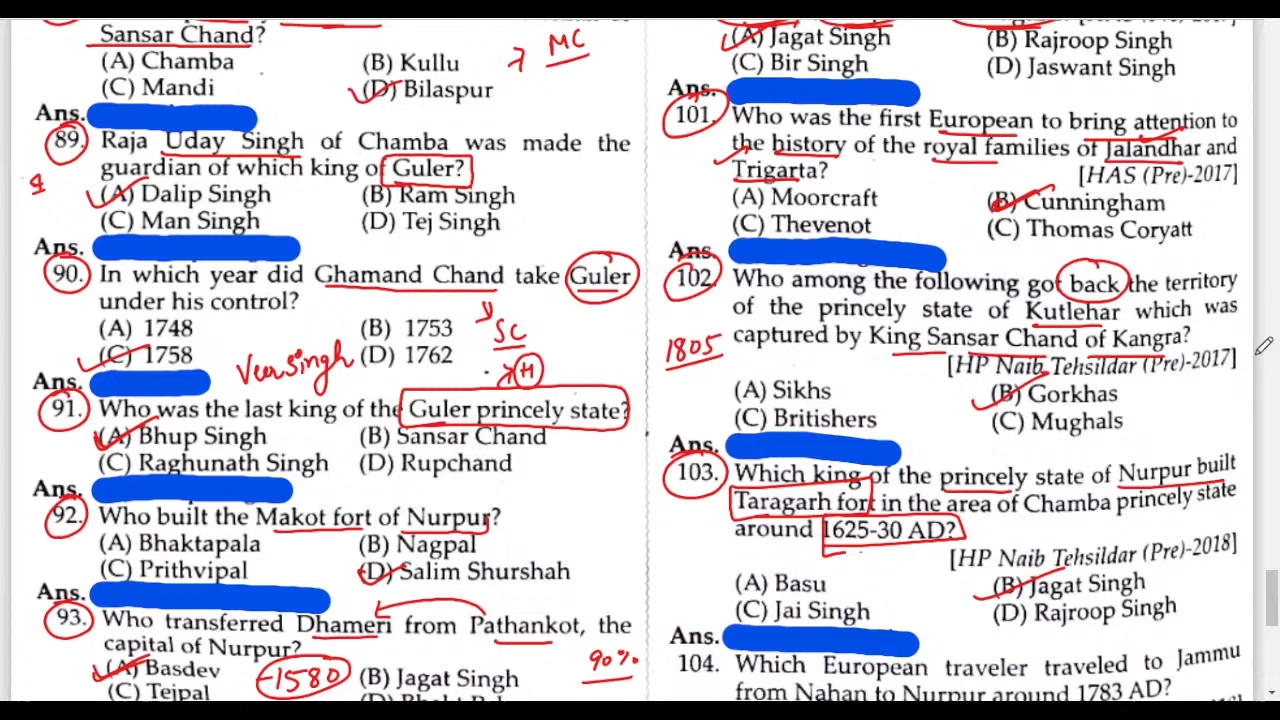 Sansar Chand?
(A) Chamba (B) Kullu
(C) Mandi (D) Bilaspur
MC
Ans.
89. Raja Uday Singh of Chamba was made the
guardian of which king of Guler?
(A) Dalip Singh (B) Ram Singh
(C) Man Singh (D) Tej Singh
Ans.
90. In which year did Ghamand Chand take Guler
under his control?
(A) 1748 (B) 1753
SC
(C) 1758 (D) 1762
Veersingh
H
Ans.
91. Who was the last king of the Guler princely state?
(A) Bhup Singh (B) Sansar Chand
(C) Raghunath Singh (D) Rupchand
Ans.
92. Who built the Makot fort of Nurpur?
(A) Bhaktapala (B) Nagpal
(C) Prithvipal (D) Salim Shurshah
Ans.
93. Who transferred Dhameri from Pathankot, the
capital of Nurpur?
90%
(A) Basdev (B) Jagat Singh
1580
(C) Tejpal
(A) Jagat Singh (B) Rajroop Singh
(C) Bir Singh (D) Jaswant Singh
Ans.
101. Who was the first European to bring attention to
the history of the royal families of Jalandhar and
Trigarta? [HAS (Pre)-2017]
(A) Moorcraft (B) Cunningham
(C) Thevenot (C) Thomas Coryatt
Ans.
102. Who among the following got back the territory
of the princely state of Kutlehar which was
captured by King Sansar Chand of Kangra?
1805
[HP Naib Tehsildar (Pre)-2017]
(A) Sikhs (B) Gorkhas
(C) Britishers (C) Mughals
Ans.
103. Which king of the princely state of Nurpur built
Taragarh fort in the area of Chamba princely state
around 1625-30 AD?
[HP Naib Tehsildar (Pre)-2018]
(A) Basu (B) Jagat Singh
(C) Jai Singh (D) Rajroop Singh
Ans.
104. Which European traveler traveled to Jammu
from Nahan to Nurpur around 1783 AD?